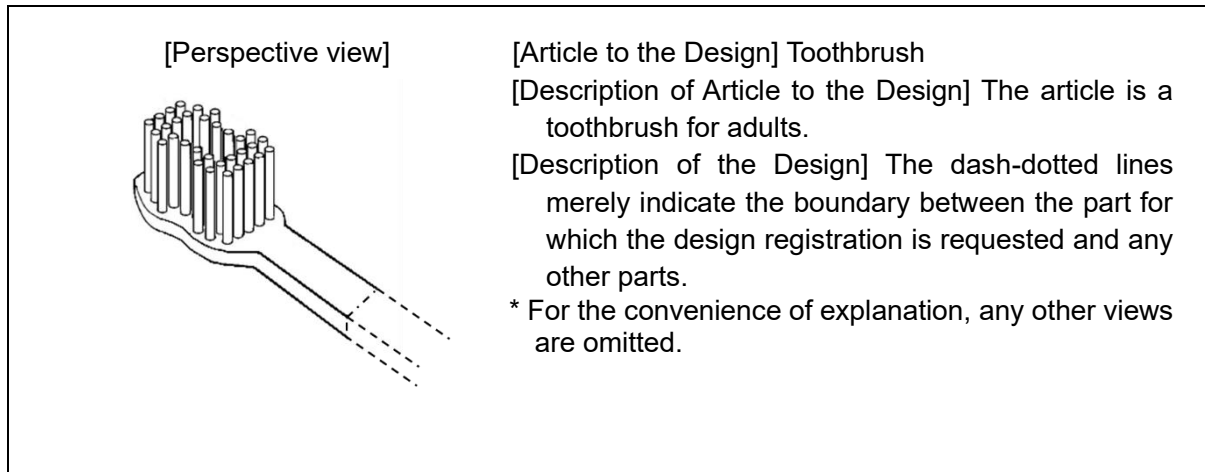 [Perspective view]
[Article to the Design] Toothbrush
[Description of Article to the Design] The article is a
toothbrush for adults.
[Description of the Design] The dash-dotted lines
merely indicate the boundary between the part for
which the design registration is requested and any
other parts.
* For the convenience of explanation, any other views
are omitted.